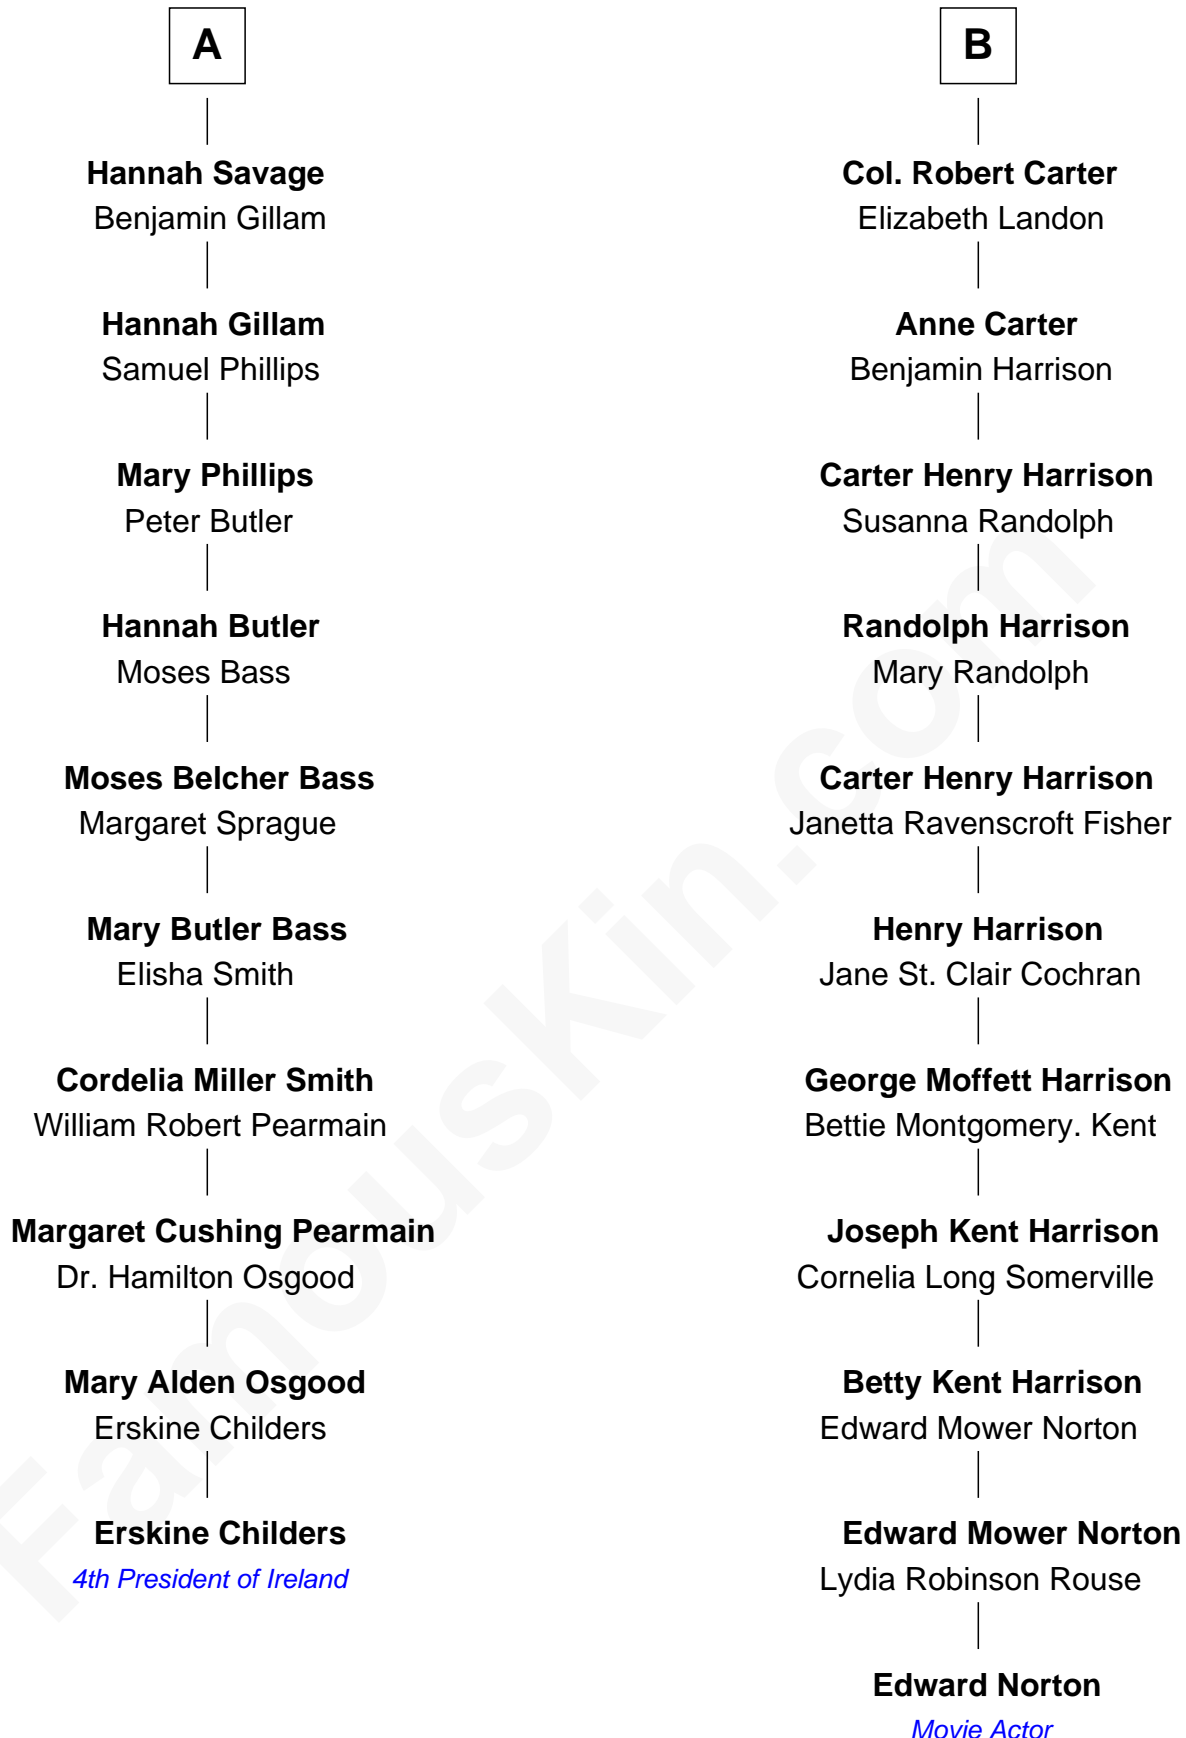 A
Hannah Savage
Benjamin Gillam
Hannah Gillam
Samuel Phillips
Mary Phillips
Peter Butler
Hannah Butler
Moses Bass
Moses Belcher Bass
Margaret Sprague
Mary Butler Bass
Elisha Smith
Cordelia Miller Smith
William Robert Pearmain
Margaret Cushing Pearmain
Dr. Hamilton Osgood
Mary Alden Osgood
Erskine Childers
Erskine Childers
4th President of Ireland
B
Col. Robert Carter
Elizabeth Landon
Anne Carter
Benjamin Harrison
Carter Henry Harrison
Susanna Randolph
Randolph Harrison
Mary Randolph
Carter Henry Harrison
Janetta Ravenscroft Fisher
Henry Harrison
Jane St. Clair Cochran
George Moffett Harrison
Bettie Montgomery. Kent
Joseph Kent Harrison
Cornelia Long Somerville
Betty Kent Harrison
Edward Mower Norton
Edward Mower Norton
Lydia Robinson Rouse
Edward Norton
Movie Actor
FamousKin.com